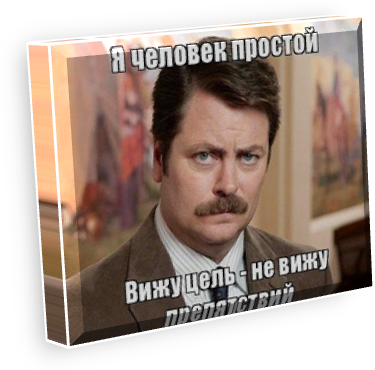 Я человек простой
Вижу цель - не вижу
препятствий